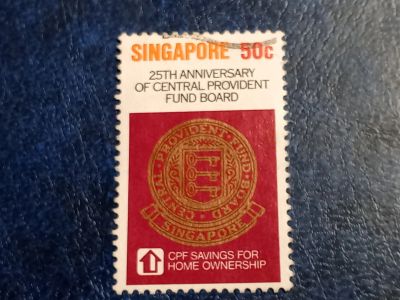 SINGAPORE 50c
25TH ANNIVERSARY
OF CENTRAL PROVIDENT
FUND BOARD
CENTRAL · PROVIDENT · FUND · BOARD ·
SINGAPORE
CPF SAVINGS FOR
HOME OWNERSHIP